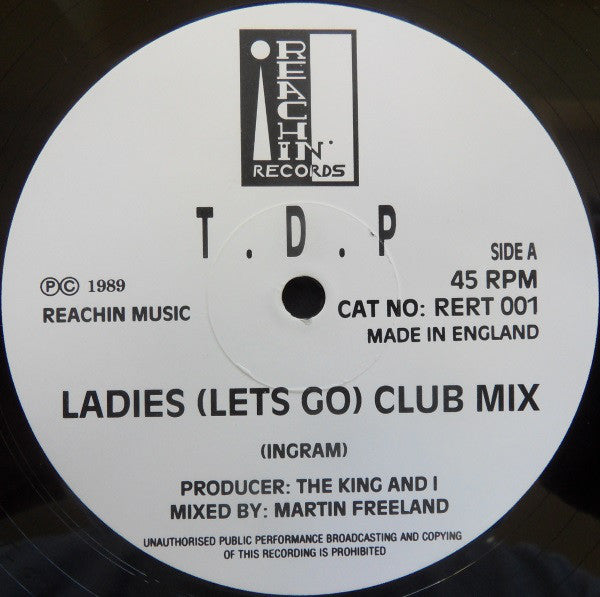 REACHIN'
RECORDS
T.D.P
SIDE A
℗© 1989
45 RPM
REACHIN MUSIC
CAT NO: RERT 001
MADE IN ENGLAND
LADIES (LETS GO) CLUB MIX
(INGRAM)
PRODUCER: THE KING AND I
MIXED BY: MARTIN FREELAND
UNAUTHORISED PUBLIC PERFORMANCE BROADCASTING AND COPYING
OF THIS RECORDING IS PROHIBITED